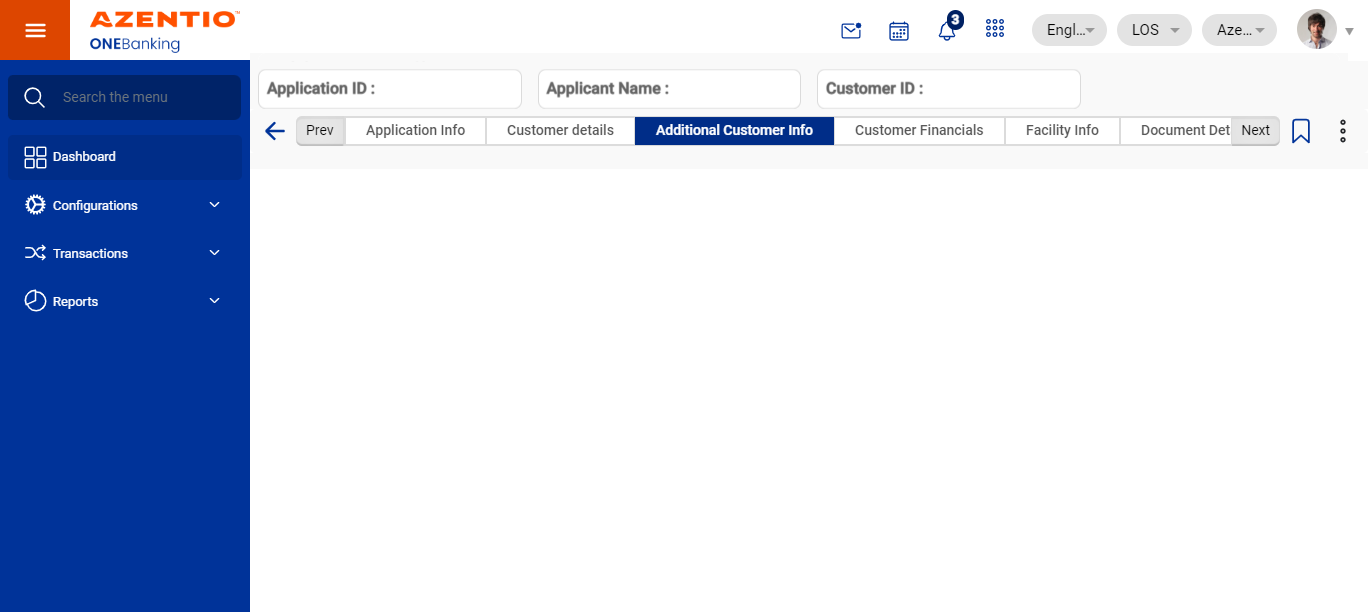 AZENTIO™
ONEBanking
3
Engl...
LOS
Aze...
Search the menu
Dashboard
Configurations
Transactions
Reports
Application ID :
Applicant Name :
Customer ID :
Prev
Application Info
Customer details
Additional Customer Info
Customer Financials
Facility Info
Document Det
Next